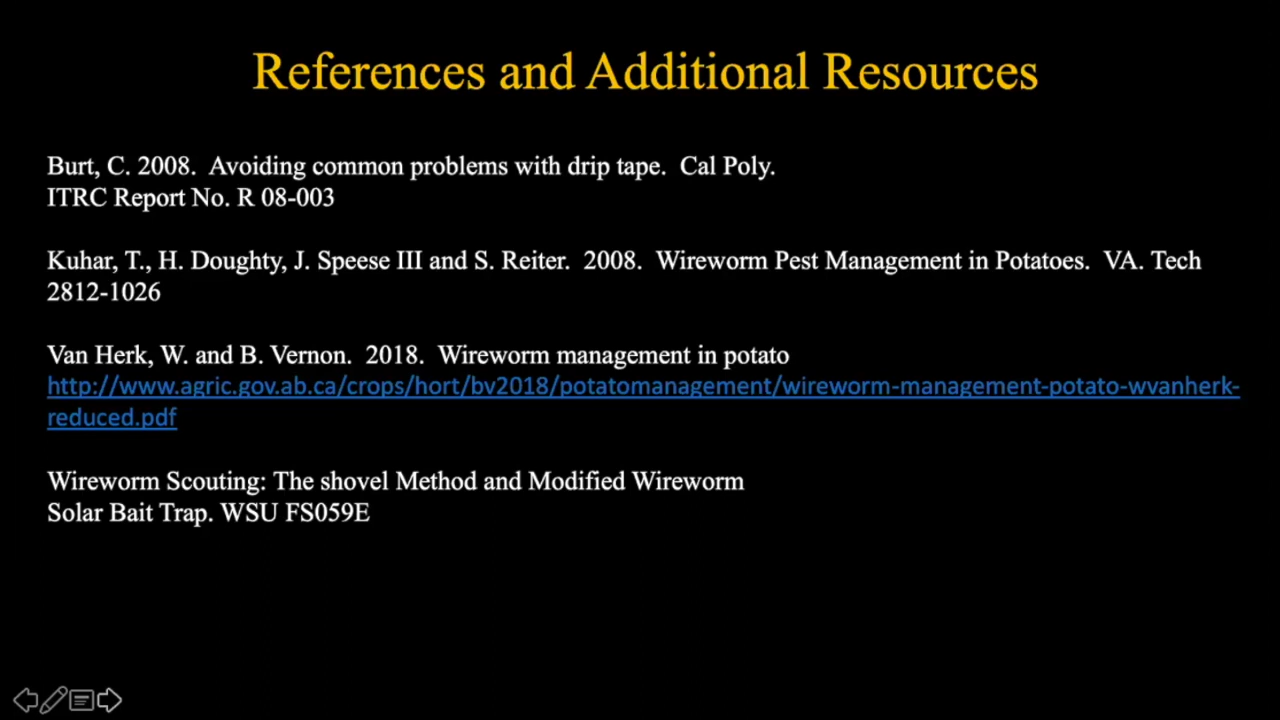 References and Additional Resources
Burt, C. 2008.  Avoiding common problems with drip tape.  Cal Poly.
ITRC Report No. R 08-003
Kuhar, T., H. Doughty, J. Speese III and S. Reiter.  2008.  Wireworm Pest Management in Potatoes.  VA. Tech
2812-1026
Van Herk, W. and B. Vernon.  2018.  Wireworm management in potato
http://www.agric.gov.ab.ca/crops/hort/bv2018/potatomanagement/wireworm-management-potato-wvanherk-
reduced.pdf
Wireworm Scouting: The shovel Method and Modified Wireworm
Solar Bait Trap. WSU FS059E